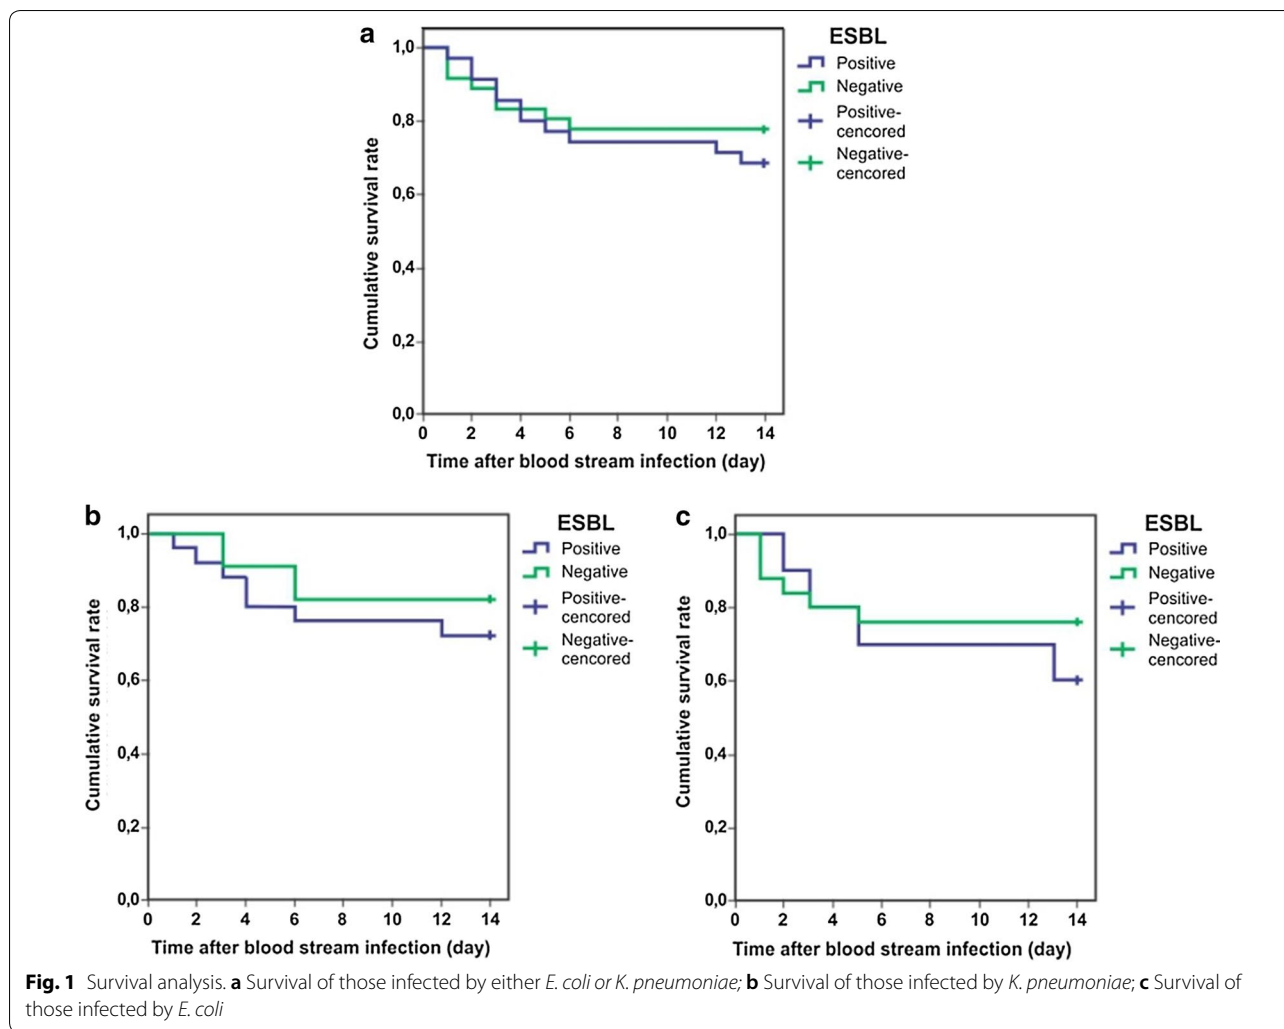 a
ESBL
Positive
Negative
Positive-
cencored
Negative-
cencored
Cumulative survival rate
1,0
0,8
0,6
0,4
0,2
0,0
0 2 4 6 8 10 12 14
Time after blood stream infection (day)
b
ESBL
Positive
Negative
Positive-
cencored
Negative-
cencored
Cumulative survival rate
1,0
0,8
0,6
0,4
0,2
0,0
0 2 4 6 8 10 12 14
Time after blood stream infection (day)
c
ESBL
Positive
Negative
Positive-
cencored
Negative-
cencored
Cumulative survival rate
1,0
0,8
0,6
0,4
0,2
0,0
0 2 4 6 8 10 12 14
Time after blood stream infection (day)
Fig. 1 Survival analysis. a Survival of those infected by either E. coli or K. pneumoniae; b Survival of those infected by K. pneumoniae; c Survival of
those infected by E. coli